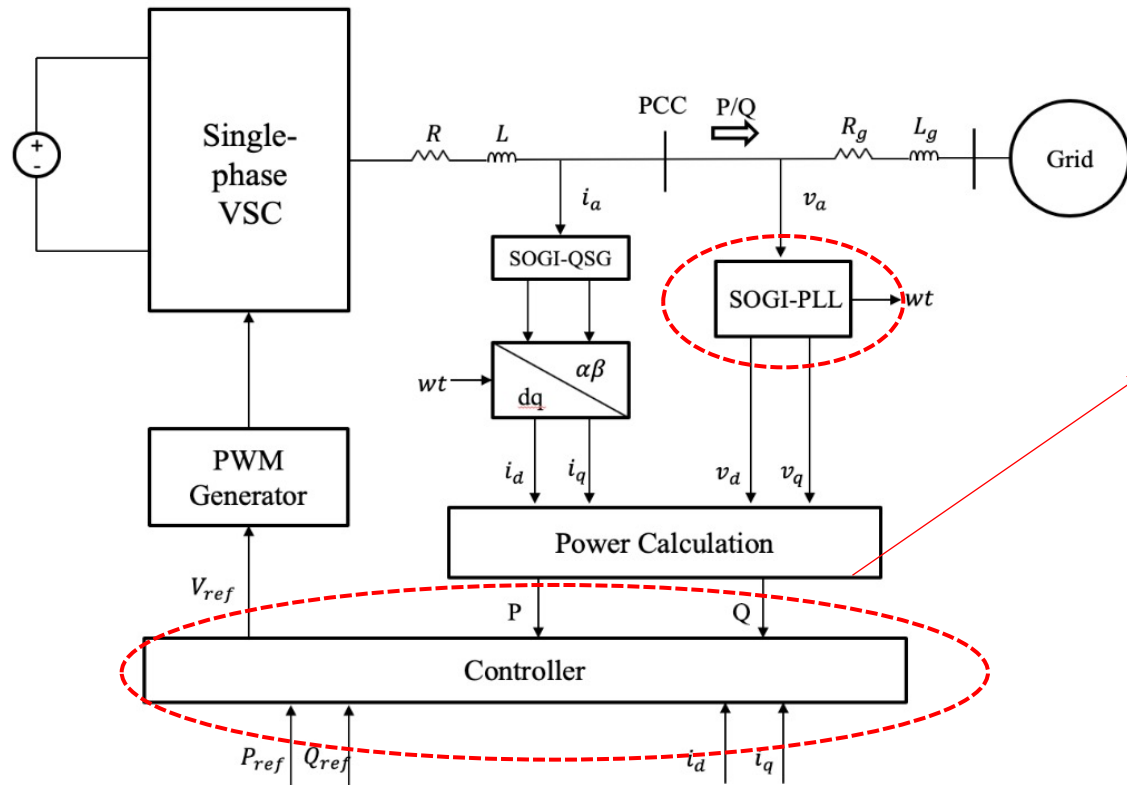 +
-
Single-
phase
VSC
R
L
PCC
P/Q
R_g
L_g
Grid
i_a
v_a
SOGI-QSG
SOGI-PLL
wt
wt
αβ
dq
i_d
i_q
v_d
v_q
PWM
Generator
Power Calculation
V_ref
P
Q
Controller
P_ref
Q_ref
i_d
i_q